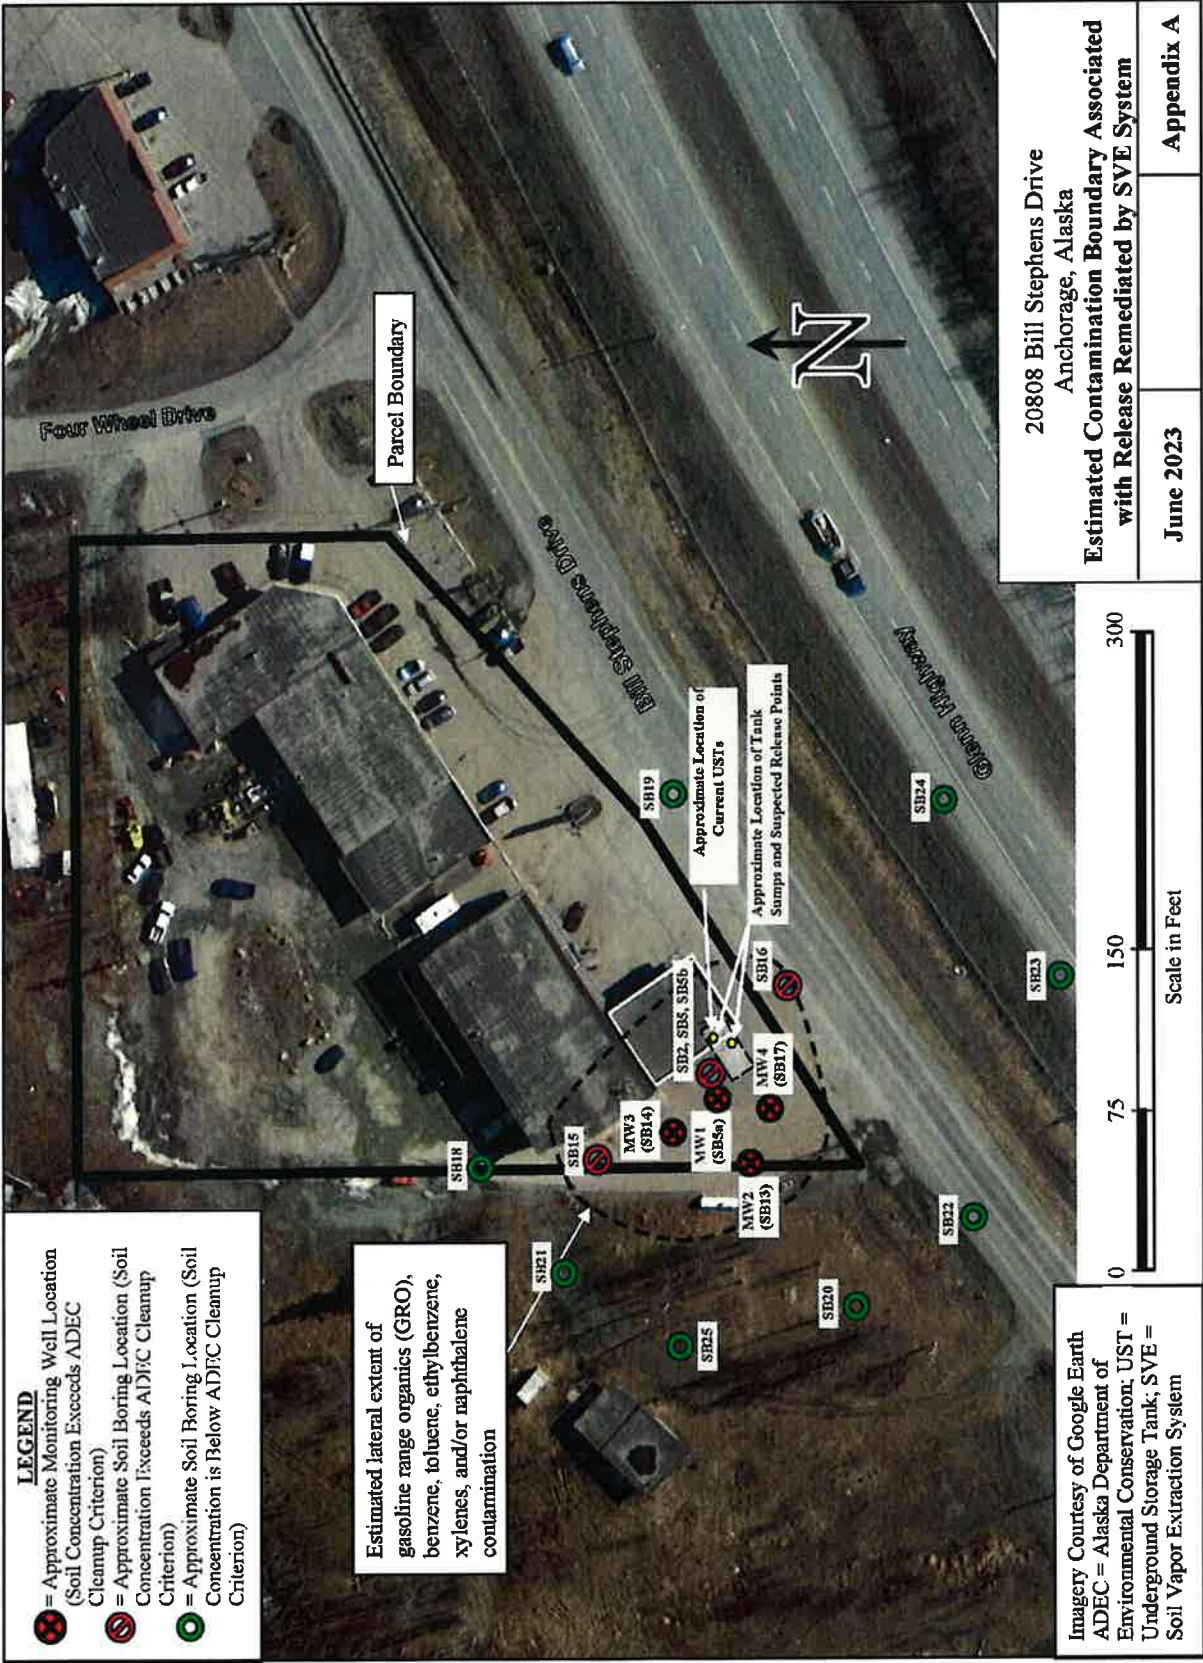 LEGEND
= Approximate Monitoring Well Location
(Soil Concentration Exceeds ADEC
Cleanup Criterion)
= Approximate Soil Boring Location (Soil
Concentration Exceeds ADEC Cleanup
Criterion)
= Approximate Soil Boring Location (Soil
Concentration is Below ADEC Cleanup
Criterion)
Estimated lateral extent of
gasoline range organics (GRO),
benzene, toluene, ethylbenzene,
xylenes, and/or naphthalene
contamination
Four Wheel Drive
Parcel Boundary
Bill Stephens Drive
Glenn Highway
N
SB18
SB15
SB21
MW3
(SB14)
MW1
(SB5a)
SB2, SB5, SB5b
MW4
(SB17)
MW2
(SB13)
SB16
SB19
Approximate Location of
Current USTs
Approximate Location of Tank
Sumps and Suspected Release Points
SB24
SB23
SB22
SB20
SB25
Imagery Courtesy of Google Earth
ADEC = Alaska Department of
Environmental Conservation; UST =
Underground Storage Tank; SVE =
Soil Vapor Extraction System
0 75 150 300
Scale in Feet
20808 Bill Stephens Drive
Anchorage, Alaska
Estimated Contamination Boundary Associated
with Release Remediated by SVE System
June 2023
Appendix A